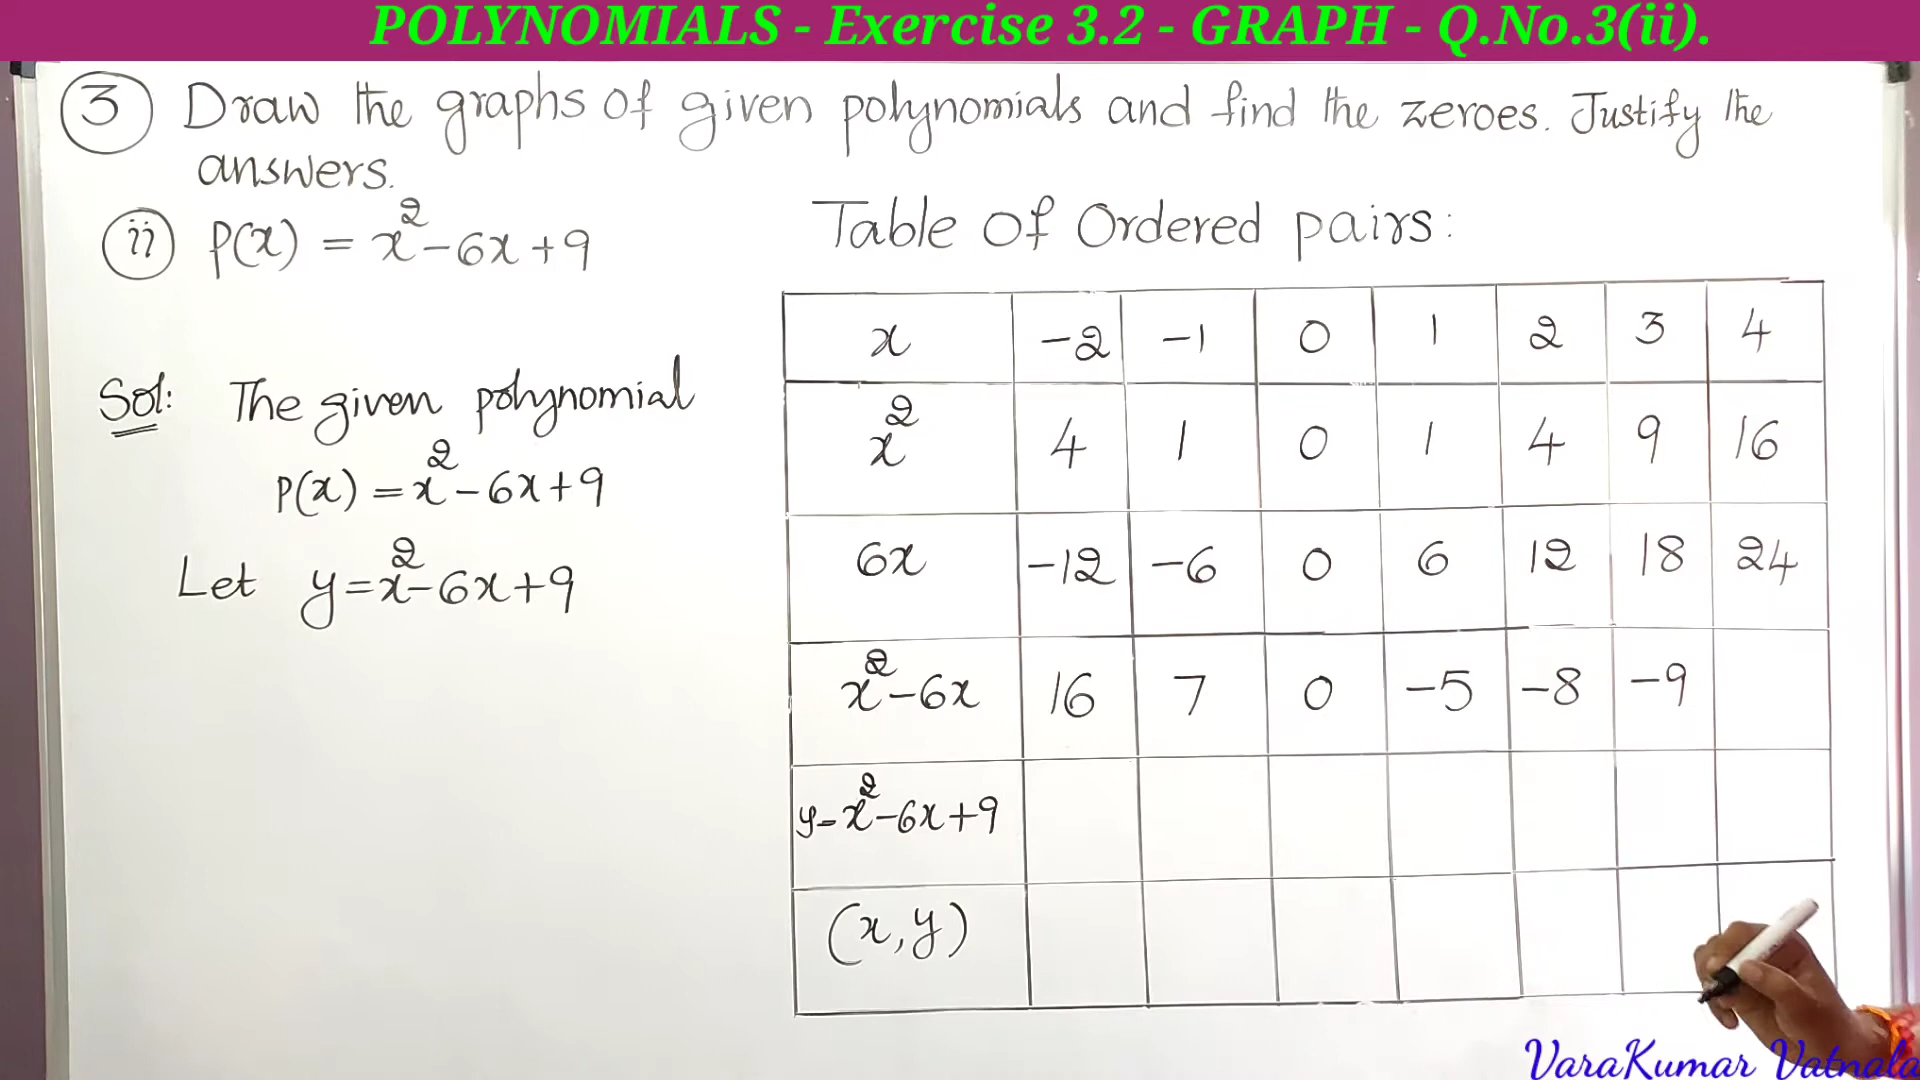 POLYNOMIALS - Exercise 3.2 - GRAPH - Q.No.3(ii).
3 Draw the graphs of given polynomials and find the zeroes. Justify the
answers.
ii P(x) = x² - 6x + 9
Sol: The given polynomial
P(x) = x² - 6x + 9
Let y = x² - 6x + 9
Table of Ordered pairs:
x -2 -1 0 1 2 3 4
x² 4 1 0 1 4 9 16
6x -12 -6 0 6 12 18 24
x² - 6x 16 7 0 -5 -8 -9
y = x² - 6x + 9
(x, y)
VaraKumar Vatnala